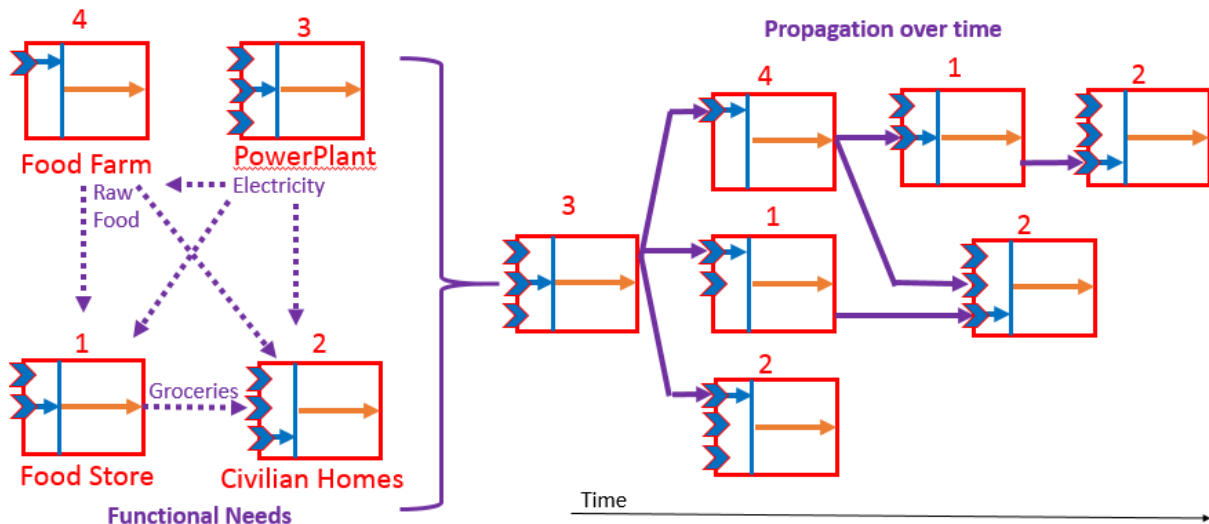 4
3
Propagation over time
Food Farm
PowerPlant
Raw
Food
Electricity
1
2
Groceries
Food Store
Civilian Homes
Functional Needs
3
4
1
2
1
2
2
Time